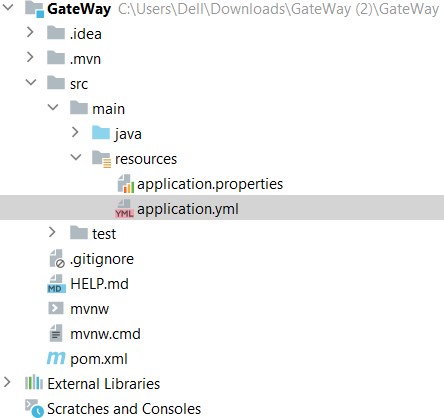 GateWay C:\Users\Dell\Downloads\GateWay (2)\GateWay
.idea
.mvn
src
main
java
resources
application.properties
YML application.yml
test
.gitignore
MD HELP.md
mvnw
mvnw.cmd
m pom.xml
External Libraries
Scratches and Consoles